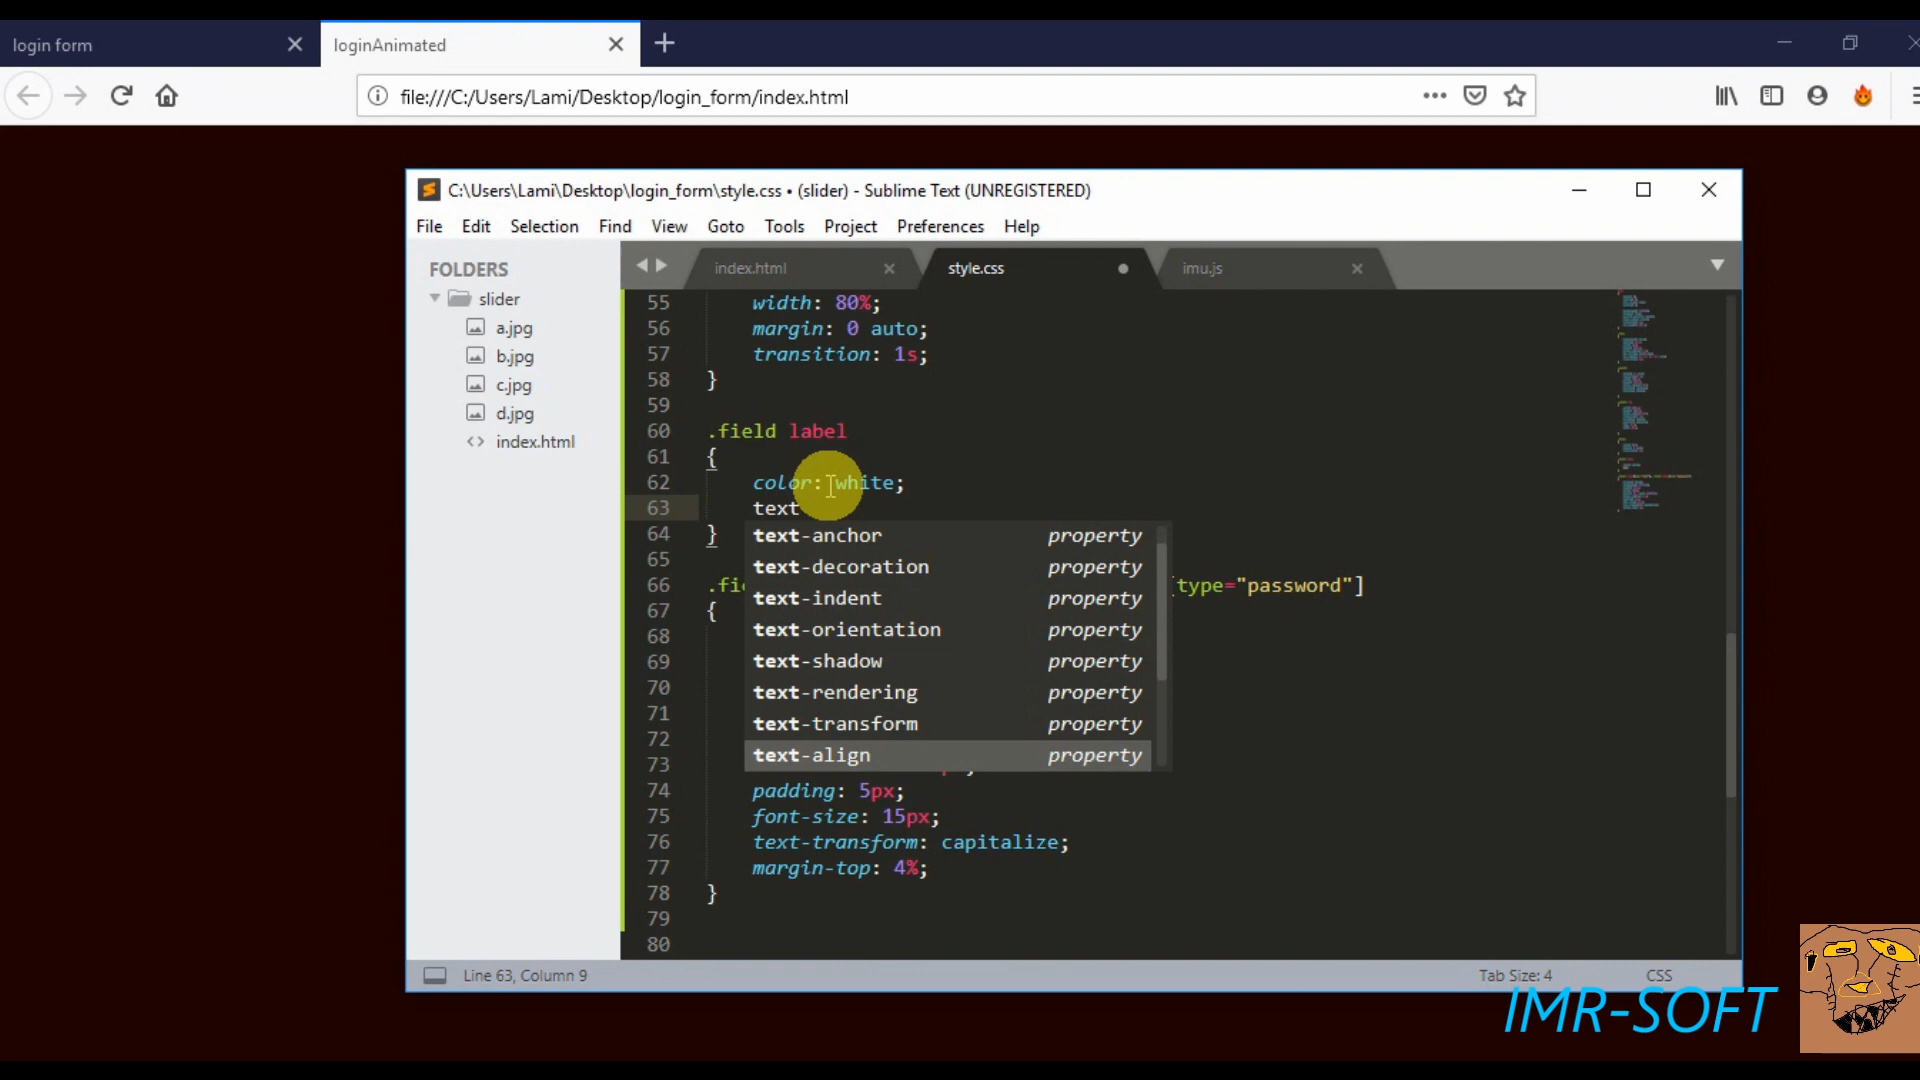 login form
loginAnimated
file:///C:/Users/Lami/Desktop/login_form/index.html
C:\Users\Lami\Desktop\login_form\style.css • (slider) - Sublime Text (UNREGISTERED)
File Edit Selection Find View Goto Tools Project Preferences Help
FOLDERS
slider
a.jpg
b.jpg
c.jpg
d.jpg
index.html
index.html
style.css
imu.js
55 width: 80%;
56 margin: 0 auto;
57 transition: 1s;
58 }
59
60 .field label
61 {
62 color: white;
63 text
64 }
65
66 .fie [type="password"]
67 {
68
69
70
71
72
73
74 padding: 5px;
75 font-size: 15px;
76 text-transform: capitalize;
77 margin-top: 4%;
78 }
79
80
text-anchor property
text-decoration property
text-indent property
text-orientation property
text-shadow property
text-rendering property
text-transform property
text-align property
Line 63, Column 9
Tab Size: 4
CSS
IMR-SOFT